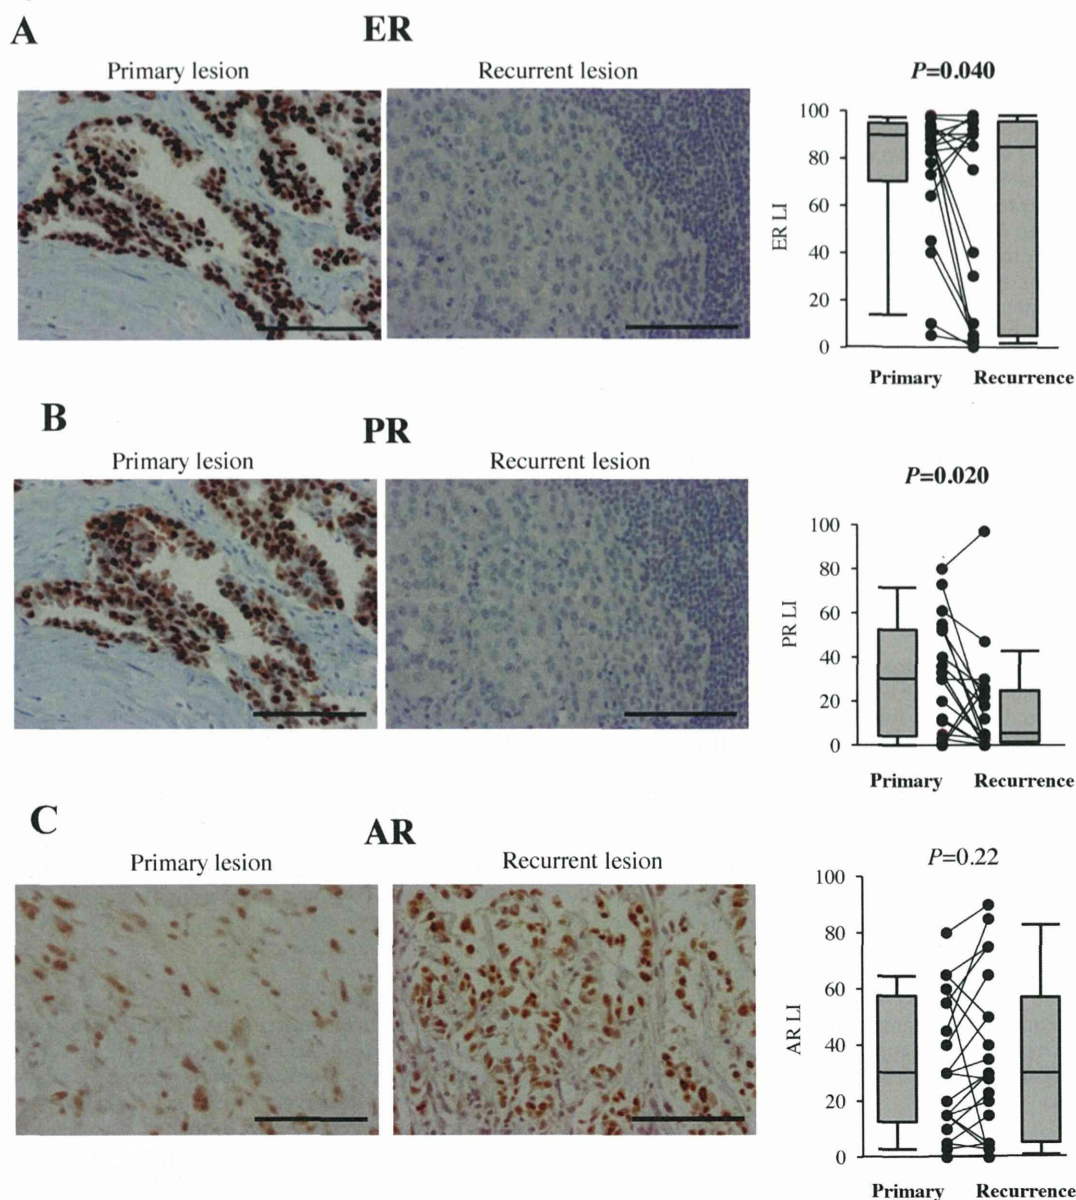 A
ER
Primary lesion
Recurrent lesion
P=0.040
100
80
60
40
20
0
ER LI
Primary
Recurrence
B
PR
Primary lesion
Recurrent lesion
P=0.020
100
80
60
40
20
0
PR LI
Primary
Recurrence
C
AR
Primary lesion
Recurrent lesion
P=0.22
100
80
60
40
20
0
AR LI
Primary
Recurrence